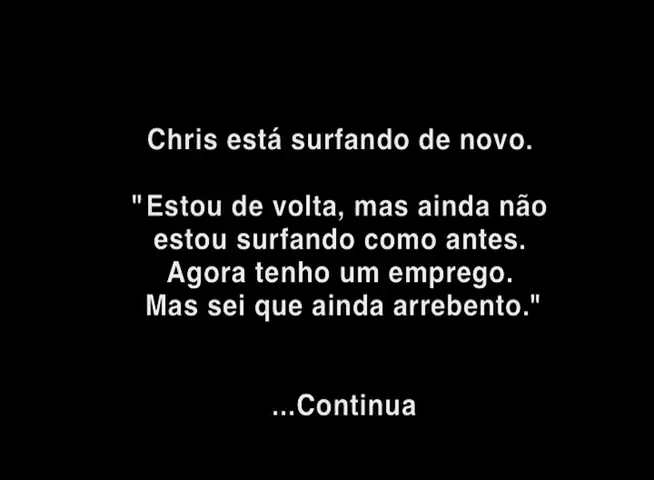 Chris está surfando de novo.
"Estou de volta, mas ainda não
estou surfando como antes.
Agora tenho um emprego.
Mas sei que ainda arrebento."
...Continua